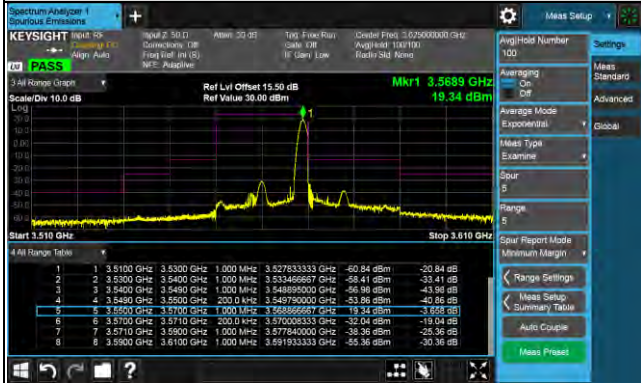 Spectrum Analyzer 1
Spurious Emissions
Meas Setup
KEYSIGHT Input: RF
Coupling: DC
Align: Auto
Input Z: 50 Ω
Corrections: Off
Freq Ref: Int (S)
NFE: Adaptive
Atten: 30 dB
Trig: Free Run
Gate: Off
IF Gain: Low
Center Freq: 3.625000000 GHz
Avg|Hold: 100/100
Radio Std: None
LW PASS
3 All Range Graph
Scale/Div 10.0 dB
Ref Lvl Offset 15.50 dB
Ref Value 30.00 dBm
Mkr1 3.5689 GHz
19.34 dBm
Log
1
Start 3.510 GHz
Stop 3.610 GHz
4 All Range Table
1 1 3.5100 GHz 3.5300 GHz 1.000 MHz 3.527833333 GHz -60.84 dBm -20.84 dB
2 2 3.5300 GHz 3.5400 GHz 1.000 MHz 3.533466667 GHz -58.41 dBm -33.41 dB
3 3 3.5400 GHz 3.5490 GHz 1.000 MHz 3.548895000 GHz -56.96 dBm -43.96 dB
4 4 3.5490 GHz 3.5500 GHz 200.0 kHz 3.549790000 GHz -53.86 dBm -40.86 dB
5 5 3.5500 GHz 3.5700 GHz 1.000 MHz 3.568866667 GHz 19.34 dBm -3.658 dB
6 6 3.5700 GHz 3.5710 GHz 200.0 kHz 3.570008333 GHz -32.04 dBm -19.04 dB
7 7 3.5710 GHz 3.5900 GHz 1.000 MHz 3.577840000 GHz -38.36 dBm -25.36 dB
8 8 3.5900 GHz 3.6100 GHz 1.000 MHz 3.591933333 GHz -55.36 dBm -30.36 dB
Avg|Hold Number
100
Averaging
On
Off
Average Mode
Exponential
Meas Type
Examine
Spur
5
Range
5
Spur Report Mode
Minimum Margin
Range Settings
Meas Setup
Summary Table
Auto Couple
Meas Preset
Settings
Meas
Standard
Advanced
Global